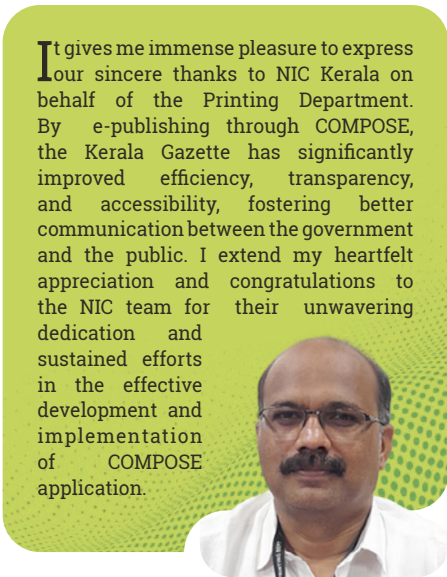 It gives me immense pleasure to express
our sincere thanks to NIC Kerala on
behalf of the Printing Department.
By e-publishing through COMPOSE,
the Kerala Gazette has significantly
improved efficiency, transparency,
and accessibility, fostering better
communication between the government
and the public. I extend my heartfelt
appreciation and congratulations to
the NIC team for their unwavering
dedication and
sustained efforts
in the effective
development and
implementation
of COMPOSE
application.